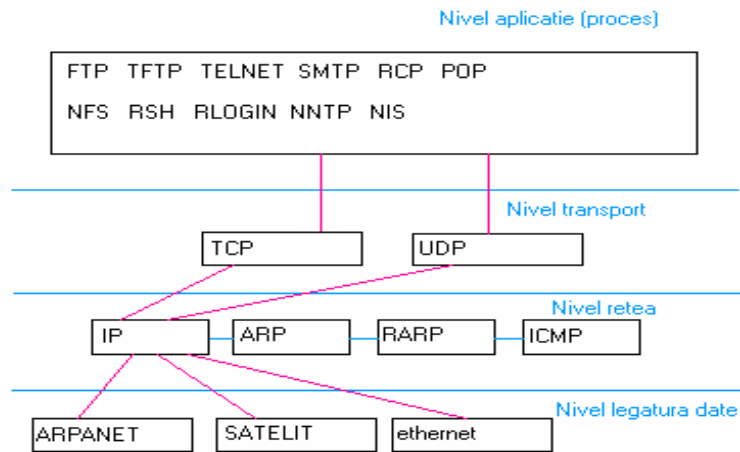 Nivel aplicatie (proces)
FTP TFTP TELNET SMTP RCP POP
NFS RSH RLOGIN NNTP NIS
Nivel transport
TCP UDP
Nivel retea
IP ARP RARP ICMP
Nivel legatura date
ARPANET SATELIT ethernet